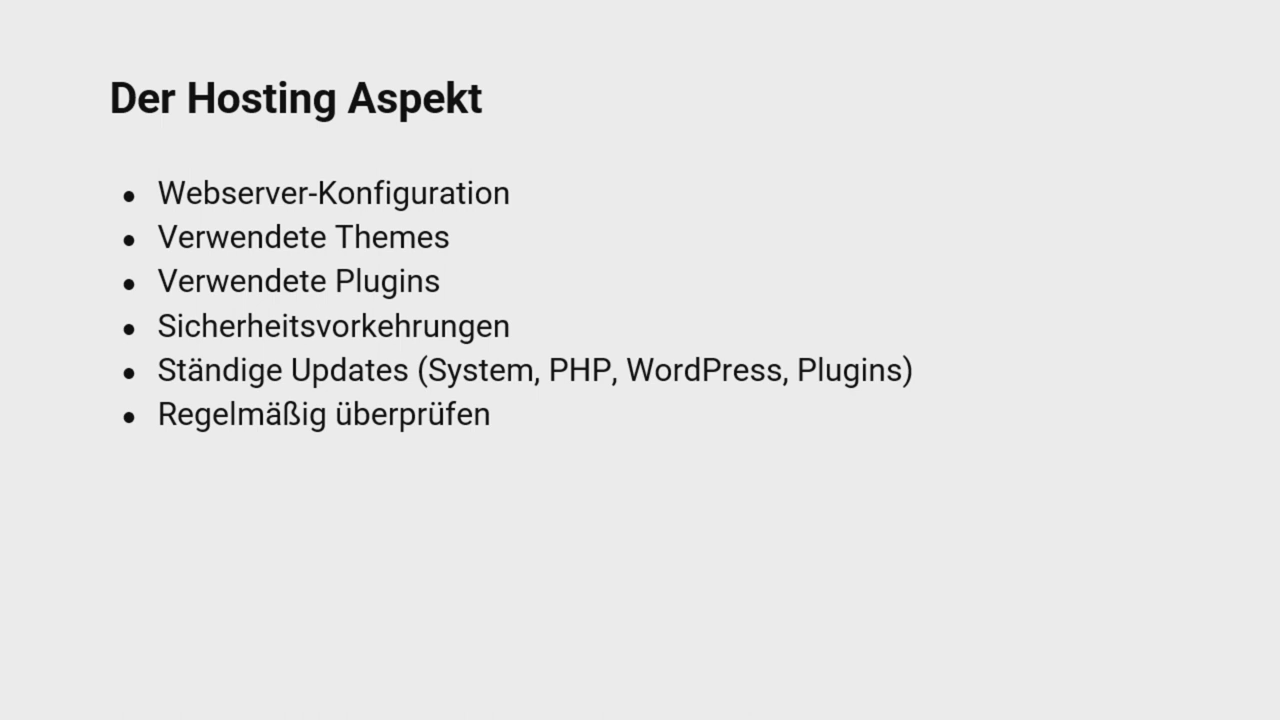 Der Hosting Aspekt
● Webserver-Konfiguration
● Verwendete Themes
● Verwendete Plugins
● Sicherheitsvorkehrungen
● Ständige Updates (System, PHP, WordPress, Plugins)
● Regelmäßig überprüfen